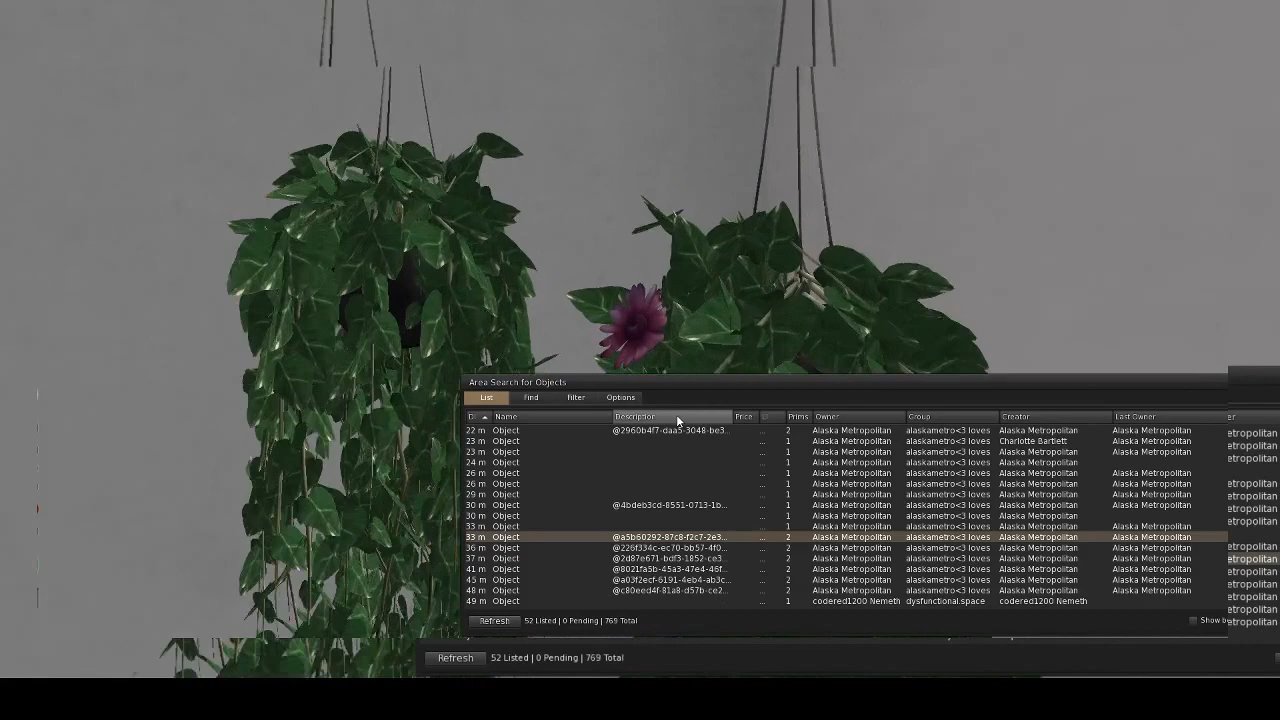 Area Search for Objects
List Find Filter Options
Name Description Price Prims Owner Group Creator Last Owner
22 m Object @2960b4f7-daa5-3048-be3... ... 2 Alaska Metropolitan alaskametro<3 loves Alaska Metropolitan Alaska Metropolitan
23 m Object ... 1 Alaska Metropolitan alaskametro<3 loves Charlotte Bartlett Alaska Metropolitan
23 m Object ... 1 Alaska Metropolitan alaskametro<3 loves Alaska Metropolitan Alaska Metropolitan
24 m Object ... 1 Alaska Metropolitan alaskametro<3 loves Alaska Metropolitan
26 m Object ... 1 Alaska Metropolitan alaskametro<3 loves Alaska Metropolitan Alaska Metropolitan
26 m Object ... 1 Alaska Metropolitan alaskametro<3 loves Alaska Metropolitan Alaska Metropolitan
29 m Object ... 1 Alaska Metropolitan alaskametro<3 loves Alaska Metropolitan Alaska Metropolitan
30 m Object @4bdeb3cd-8551-0713-1b... ... 1 Alaska Metropolitan alaskametro<3 loves Alaska Metropolitan Alaska Metropolitan
30 m Object ... 1 Alaska Metropolitan alaskametro<3 loves Alaska Metropolitan
33 m Object ... 1 Alaska Metropolitan alaskametro<3 loves Alaska Metropolitan Alaska Metropolitan
33 m Object @a5b60292-87c8-f2c7-2e3... ... 2 Alaska Metropolitan alaskametro<3 loves Alaska Metropolitan Alaska Metropolitan
36 m Object @226f334c-ec70-bb57-4f0... ... 2 Alaska Metropolitan alaskametro<3 loves Alaska Metropolitan Alaska Metropolitan
37 m Object @2d87e671-bdf3-1852-ce3... ... 2 Alaska Metropolitan alaskametro<3 loves Alaska Metropolitan Alaska Metropolitan
41 m Object @8021fa5b-45a3-47e4-46f... ... 2 Alaska Metropolitan alaskametro<3 loves Alaska Metropolitan Alaska Metropolitan
45 m Object @a03f2ecf-6191-4eb4-ab3c... ... 2 Alaska Metropolitan alaskametro<3 loves Alaska Metropolitan Alaska Metropolitan
48 m Object @c80eed4f-81a8-d57b-ce2... ... 2 Alaska Metropolitan alaskametro<3 loves Alaska Metropolitan Alaska Metropolitan
49 m Object ... 1 codered1200 Nemeth dysfunctional.space codered1200 Nemeth
Refresh 52 Listed | 0 Pending | 769 Total Show
Refresh 52 Listed | 0 Pending | 769 Total